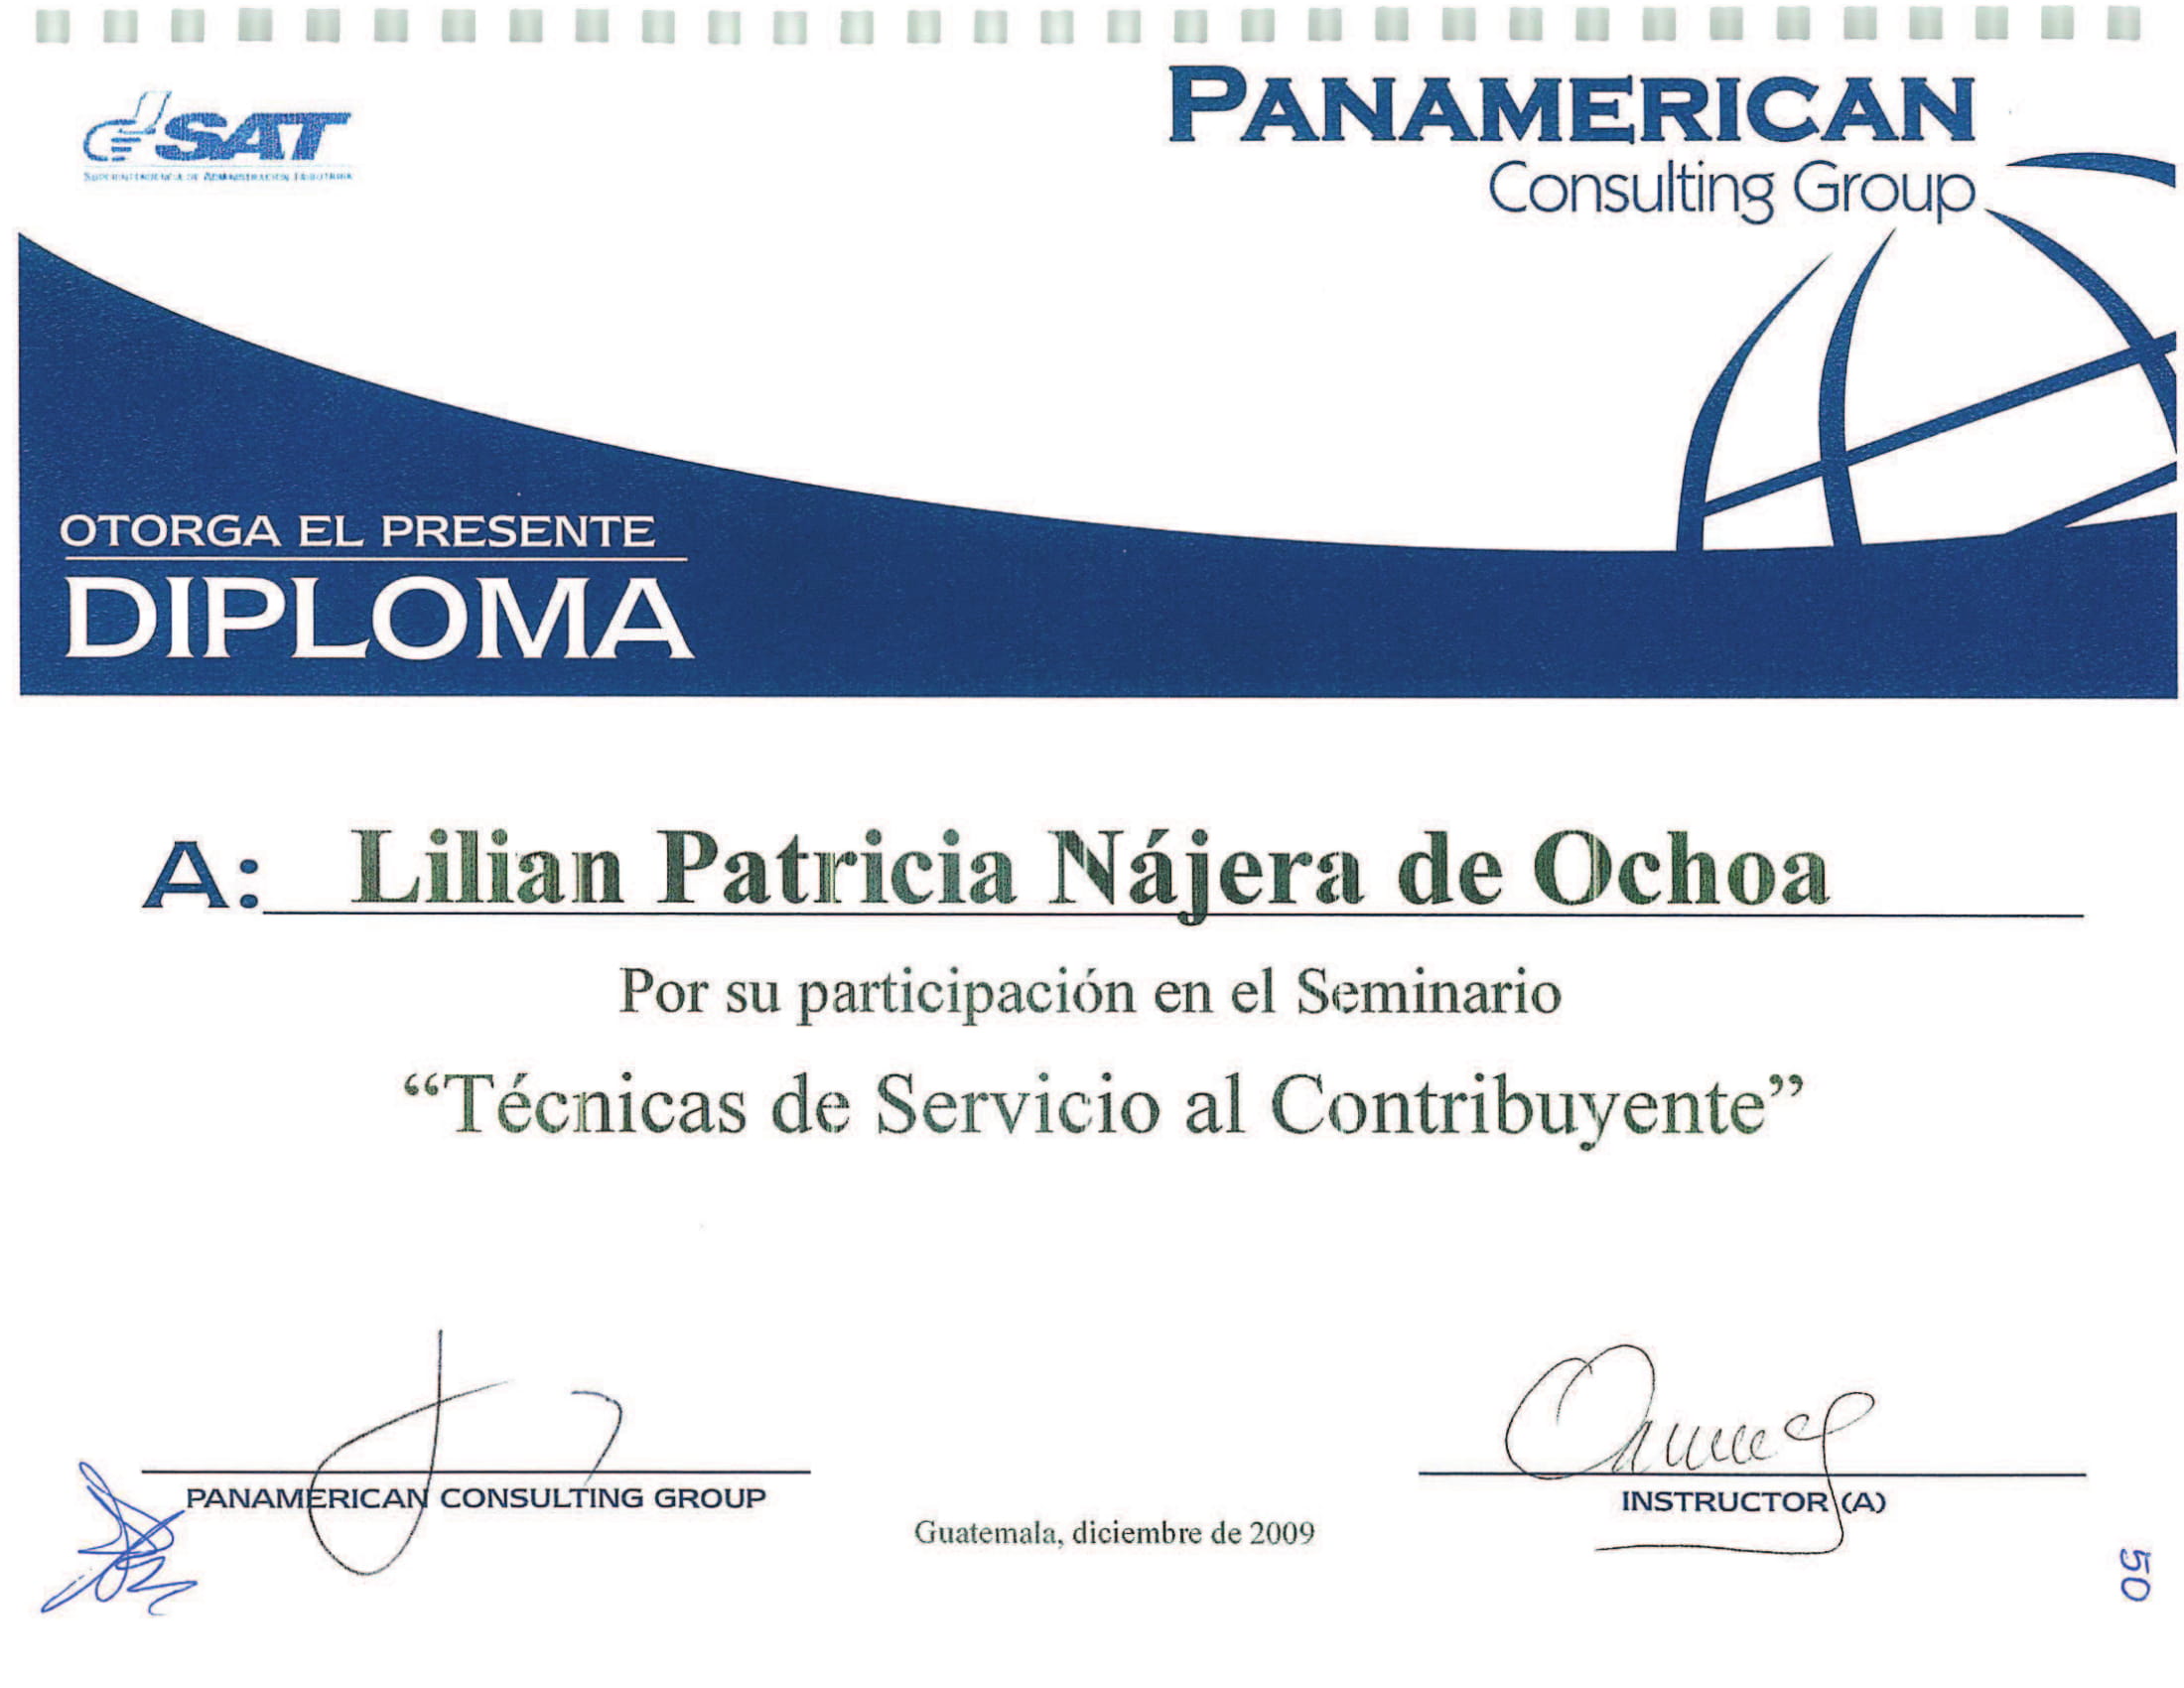 SAT
SUPERINTENDENCIA DE ADMINISTRACIÓN TRIBUTARIA
PANAMERICAN
Consulting Group
OTORGA EL PRESENTE
DIPLOMA
A: Lilian Patricia Nájera de Ochoa
Por su participación en el Seminario
“Técnicas de Servicio al Contribuyente”
PANAMERICAN CONSULTING GROUP
INSTRUCTOR (A)
Guatemala, diciembre de 2009
50